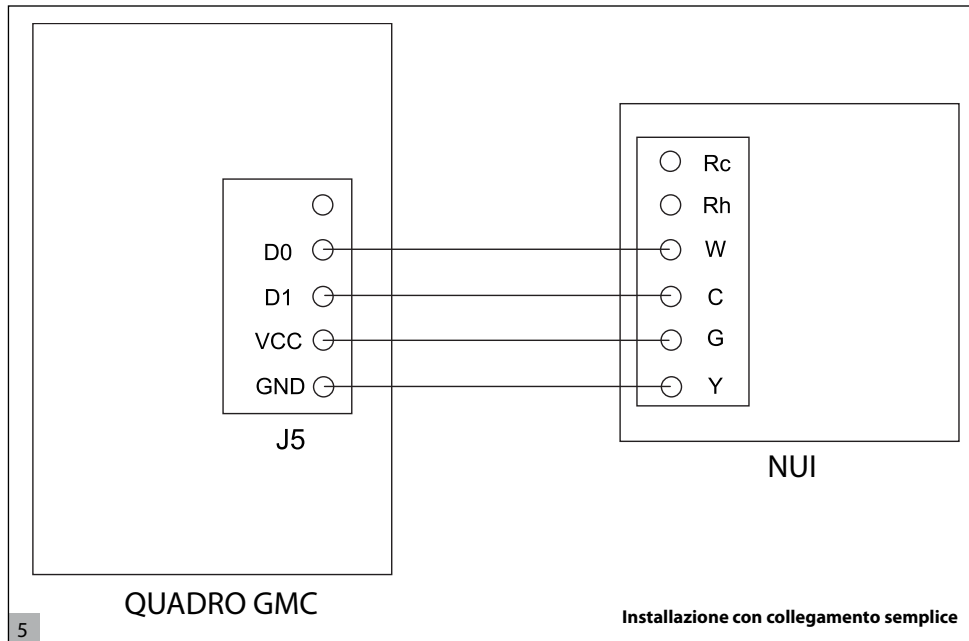 D0
D1
VCC
GND
J5
QUADRO GMC
Rc
Rh
W
C
G
Y
NUI
Installazione con collegamento semplice
5